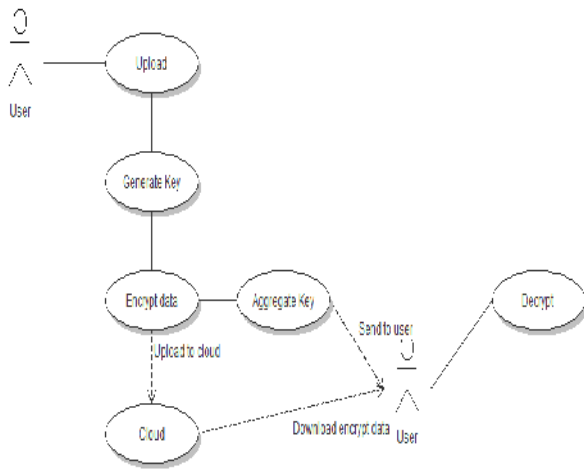 Upload
User
Generate Key
Encrypt data
Aggregate Key
Decrypt
Send to user
Upload to cloud
Cloud
Download encrypt data
User